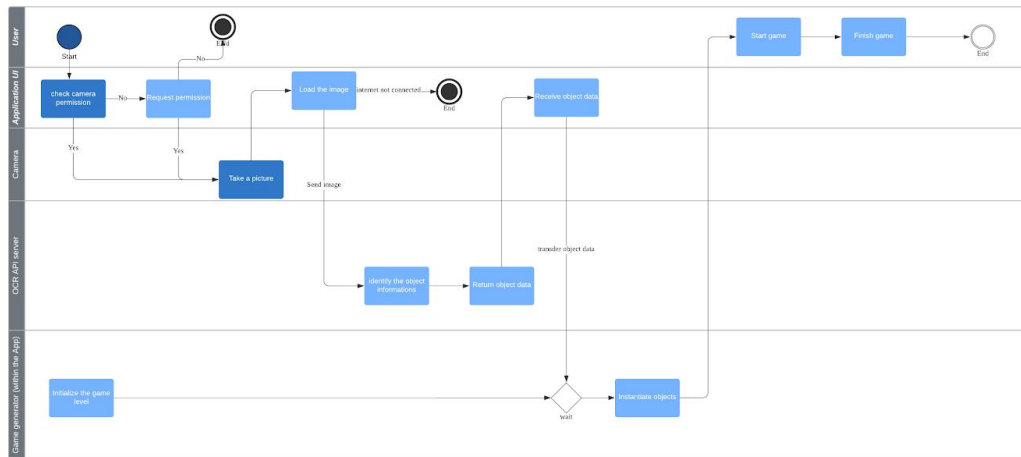 User
Start
End
No
Start game
Finish game
End
Application UI
check camera
permission
No
Request permission
Load the image
internet not connected
End
Receive object data
Camera
Yes
Yes
Take a picture
Send image
OCR API server
transfer object data
Identify the object
informations
Return object data
Game generator (within the App)
Initialize the game
level
wait
Instantiate objects